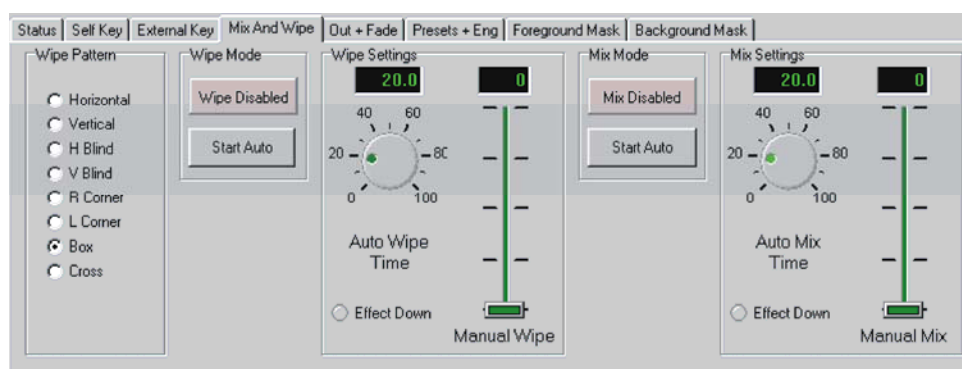 Status Self Key External Key Mix And Wipe Out + Fade Presets + Eng Foreground Mask Background Mask
Wipe Pattern
Horizontal
Vertical
H Blind
V Blind
R Corner
L Corner
Box
Cross
Wipe Mode
Wipe Disabled
Start Auto
Wipe Settings
20.0
0
40 60
20 8C
0 100
Auto Wipe
Time
Effect Down
Manual Wipe
Mix Mode
Mix Disabled
Start Auto
Mix Settings
20.0
0
40 60
20 80
0 100
Auto Mix
Time
Effect Down
Manual Mix